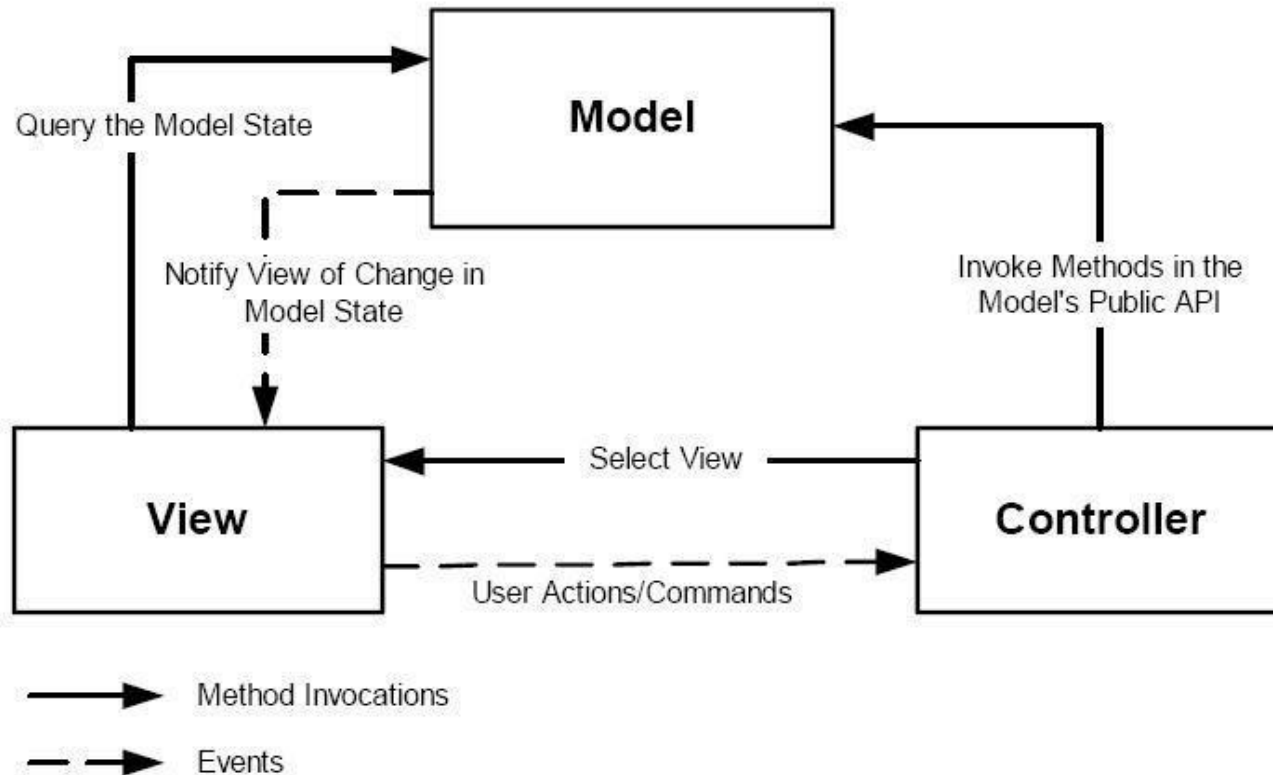 Model
Query the Model State
Notify View of Change in
Model State
Invoke Methods in the
Model's Public API
View
Select View
Controller
User Actions/Commands
Method Invocations
Events